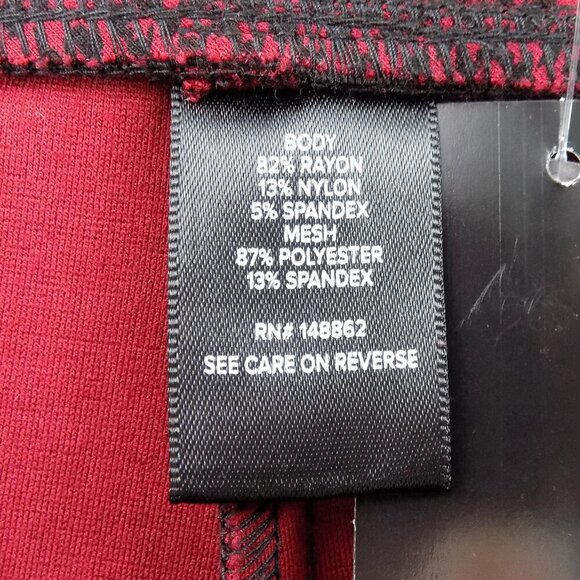 BODY
82% RAYON
13% NYLON
5% SPANDEX
MESH
87% POLYESTER
13% SPANDEX
RN# 148862
SEE CARE ON REVERSE